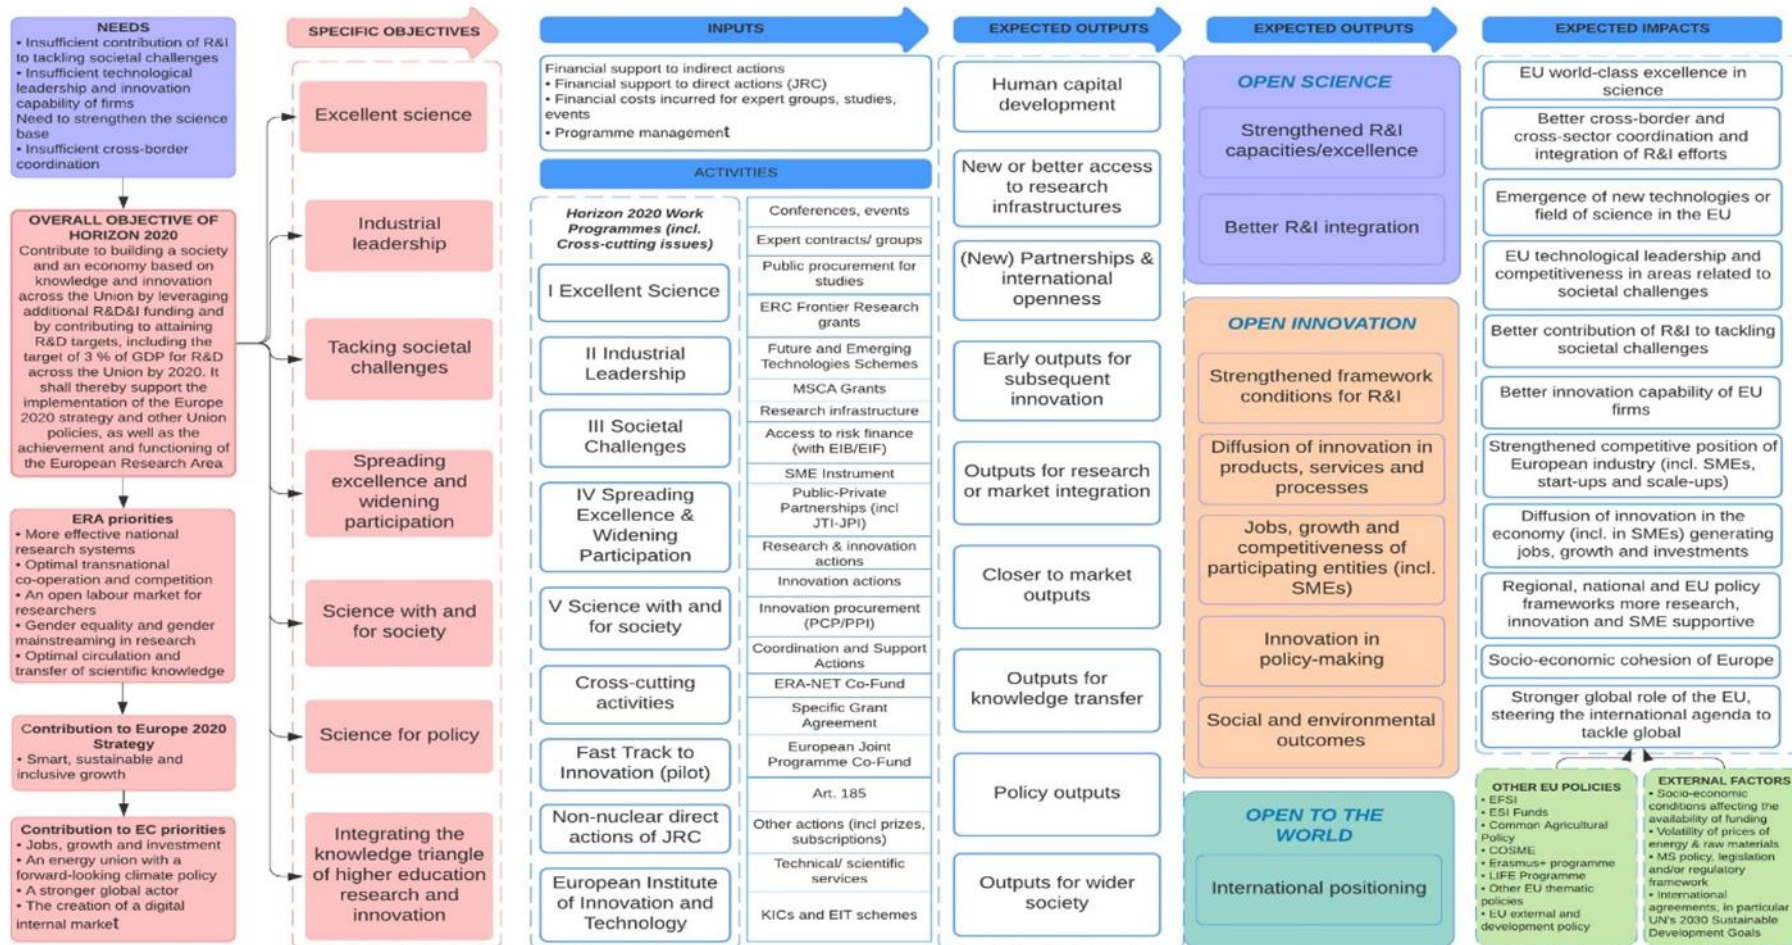 NEEDS
• Insufficient contribution of R&I
to tackling societal challenges
• Insufficient technological
leadership and innovation
capability of firms
Need to strengthen the science
base
• Insufficient cross-border
coordination
OVERALL OBJECTIVE OF
HORIZON 2020
Contribute to building a society
and an economy based on
knowledge and innovation
across the Union by leveraging
additional R&D&I funding and
by contributing to attaining
R&D targets, including the
target of 3 % of GDP for R&D
across the Union by 2020. It
shall thereby support the
implementation of the Europe
2020 strategy and other Union
policies, as well as the
achievement and functioning of
the European Research Area
ERA priorities
• More effective national
research systems
• Optimal transnational
co-operation and competition
• An open labour market for
researchers
• Gender equality and gender
mainstreaming in research
• Optimal circulation and
transfer of scientific knowledge
Contribution to Europe 2020
Strategy
• Smart, sustainable and
inclusive growth
Contribution to EC priorities
• Jobs, growth and investment
• An energy union with a
forward-looking climate policy
• A stronger global actor
• The creation of a digital
internal market
SPECIFIC OBJECTIVES
Excellent science
Industrial
leadership
Tacking societal
challenges
Spreading
excellence and
widening
participation
Science with and
for society
Science for policy
Integrating the
knowledge triangle
of higher education
research and
innovation
INPUTS
Financial support to indirect actions
• Financial support to direct actions (JRC)
• Financial costs incurred for expert groups, studies,
events
• Programme management
ACTIVITIES
Horizon 2020 Work
Programmes (incl.
Cross-cutting issues)
I Excellent Science
II Industrial
Leadership
III Societal
Challenges
IV Spreading
Excellence &
Widening
Participation
V Science with and
for society
Cross-cutting
activities
Fast Track to
Innovation (pilot)
Non-nuclear direct
actions of JRC
European Institute
of Innovation and
Technology
Conferences, events
Expert contracts/ groups
Public procurement for
studies
ERC Frontier Research
grants
Future and Emerging
Technologies Schemes
MSCA Grants
Research infrastructure
Access to risk finance
(with EIB/EIF)
SME Instrument
Public-Private
Partnerships (incl
JTI-JPI)
Research & innovation
actions
Innovation actions
Innovation procurement
(PCP/PPI)
Coordination and Support
Actions
ERA-NET Co-Fund
Specific Grant
Agreement
European Joint
Programme Co-Fund
Art. 185
Other actions (incl prizes,
subscriptions)
Technical/ scientific
services
KICs and EIT schemes
EXPECTED OUTPUTS
Human capital
development
New or better access
to research
infrastructures
(New) Partnerships &
international
openness
Early outputs for
subsequent
innovation
Outputs for research
or market integration
Closer to market
outputs
Outputs for
knowledge transfer
Policy outputs
Outputs for wider
society
EXPECTED OUTPUTS
OPEN SCIENCE
Strengthened R&I
capacities/excellence
Better R&I integration
OPEN INNOVATION
Strengthened framework
conditions for R&I
Diffusion of innovation in
products, services and
processes
Jobs, growth and
competitiveness of
participating entities (incl.
SMEs)
Innovation in
policy-making
Social and environmental
outcomes
OPEN TO THE
WORLD
International positioning
EXPECTED IMPACTS
EU world-class excellence in
science
Better cross-border and
cross-sector coordination and
integration of R&I efforts
Emergence of new technologies or
field of science in the EU
EU technological leadership and
competitiveness in areas related to
societal challenges
Better contribution of R&I to tackling
societal challenges
Better innovation capability of EU
firms
Strengthened competitive position of
European industry (incl. SMEs,
start-ups and scale-ups)
Diffusion of innovation in the
economy (incl. in SMEs) generating
jobs, growth and investments
Regional, national and EU policy
frameworks more research,
innovation and SME supportive
Socio-economic cohesion of Europe
Stronger global role of the EU,
steering the international agenda to
tackle global
OTHER EU POLICIES
• EFSI
• ESI Funds
• Common Agricultural
Policy
• COSME
• Erasmus+ programme
• LIFE Programme
• Other EU thematic
policies
• EU external and
development policy
EXTERNAL FACTORS
• Socio-economic
conditions affecting the
availability of funding
• Volatility of prices of
energy & raw materials
• MS policy, legislation
and/or regulatory
framework
• International
agreements, in particular
UN's 2030 Sustainable
Development Goals